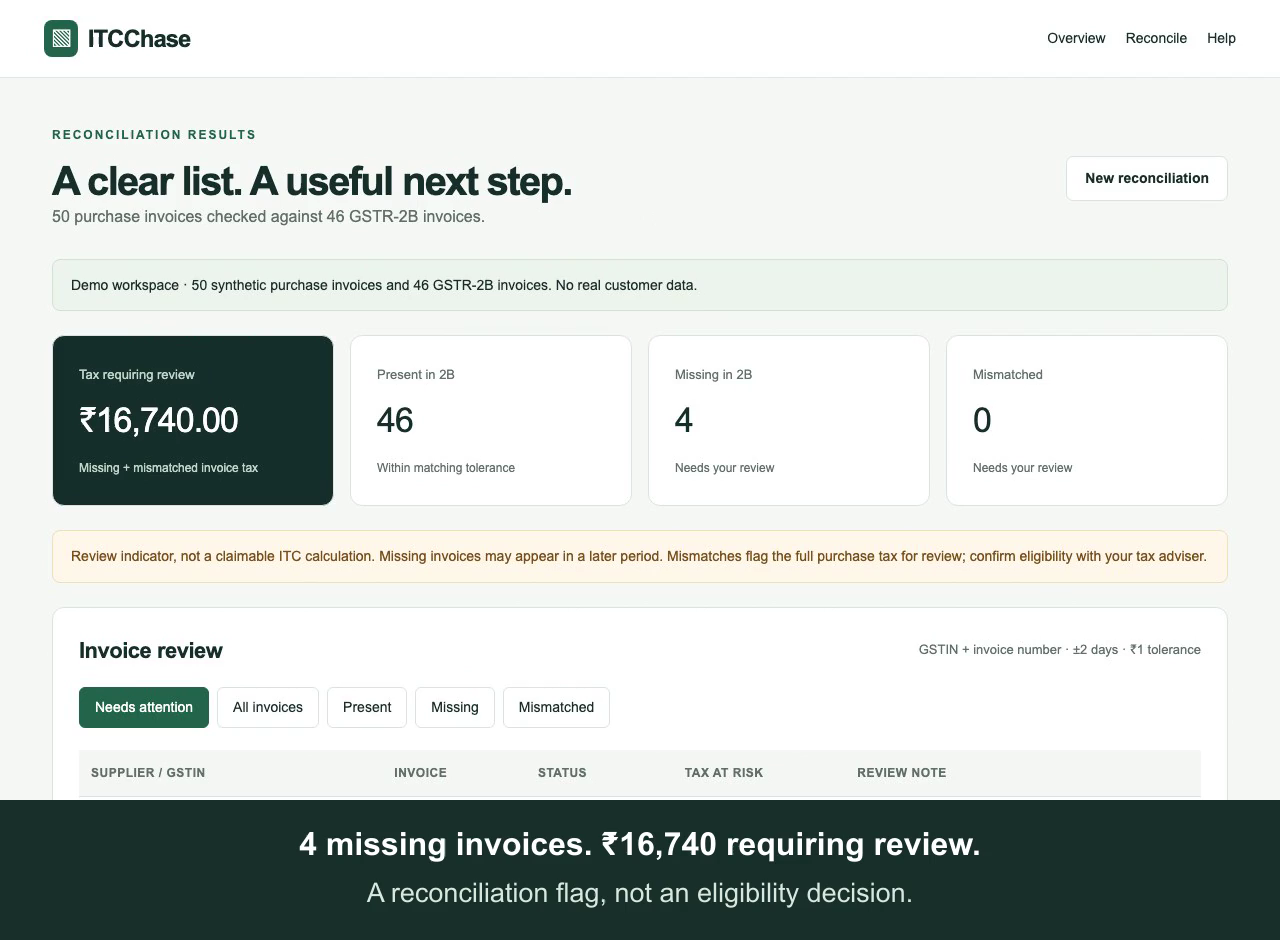 ITCChase
Overview Reconcile Help
RECONCILIATION RESULTS
A clear list. A useful next step.
New reconciliation
50 purchase invoices checked against 46 GSTR-2B invoices.
Demo workspace · 50 synthetic purchase invoices and 46 GSTR-2B invoices. No real customer data.
Tax requiring review
₹16,740.00
Missing + mismatched invoice tax
Present in 2B
46
Within matching tolerance
Missing in 2B
4
Needs your review
Mismatched
0
Needs your review
Review indicator, not a claimable ITC calculation. Missing invoices may appear in a later period. Mismatches flag the full purchase tax for review; confirm eligibility with your tax adviser.
Invoice review
GSTIN + invoice number · ±2 days · ₹1 tolerance
Needs attention All invoices Present Missing Mismatched
SUPPLIER / GSTIN INVOICE STATUS TAX AT RISK REVIEW NOTE
4 missing invoices. ₹16,740 requiring review.
A reconciliation flag, not an eligibility decision.